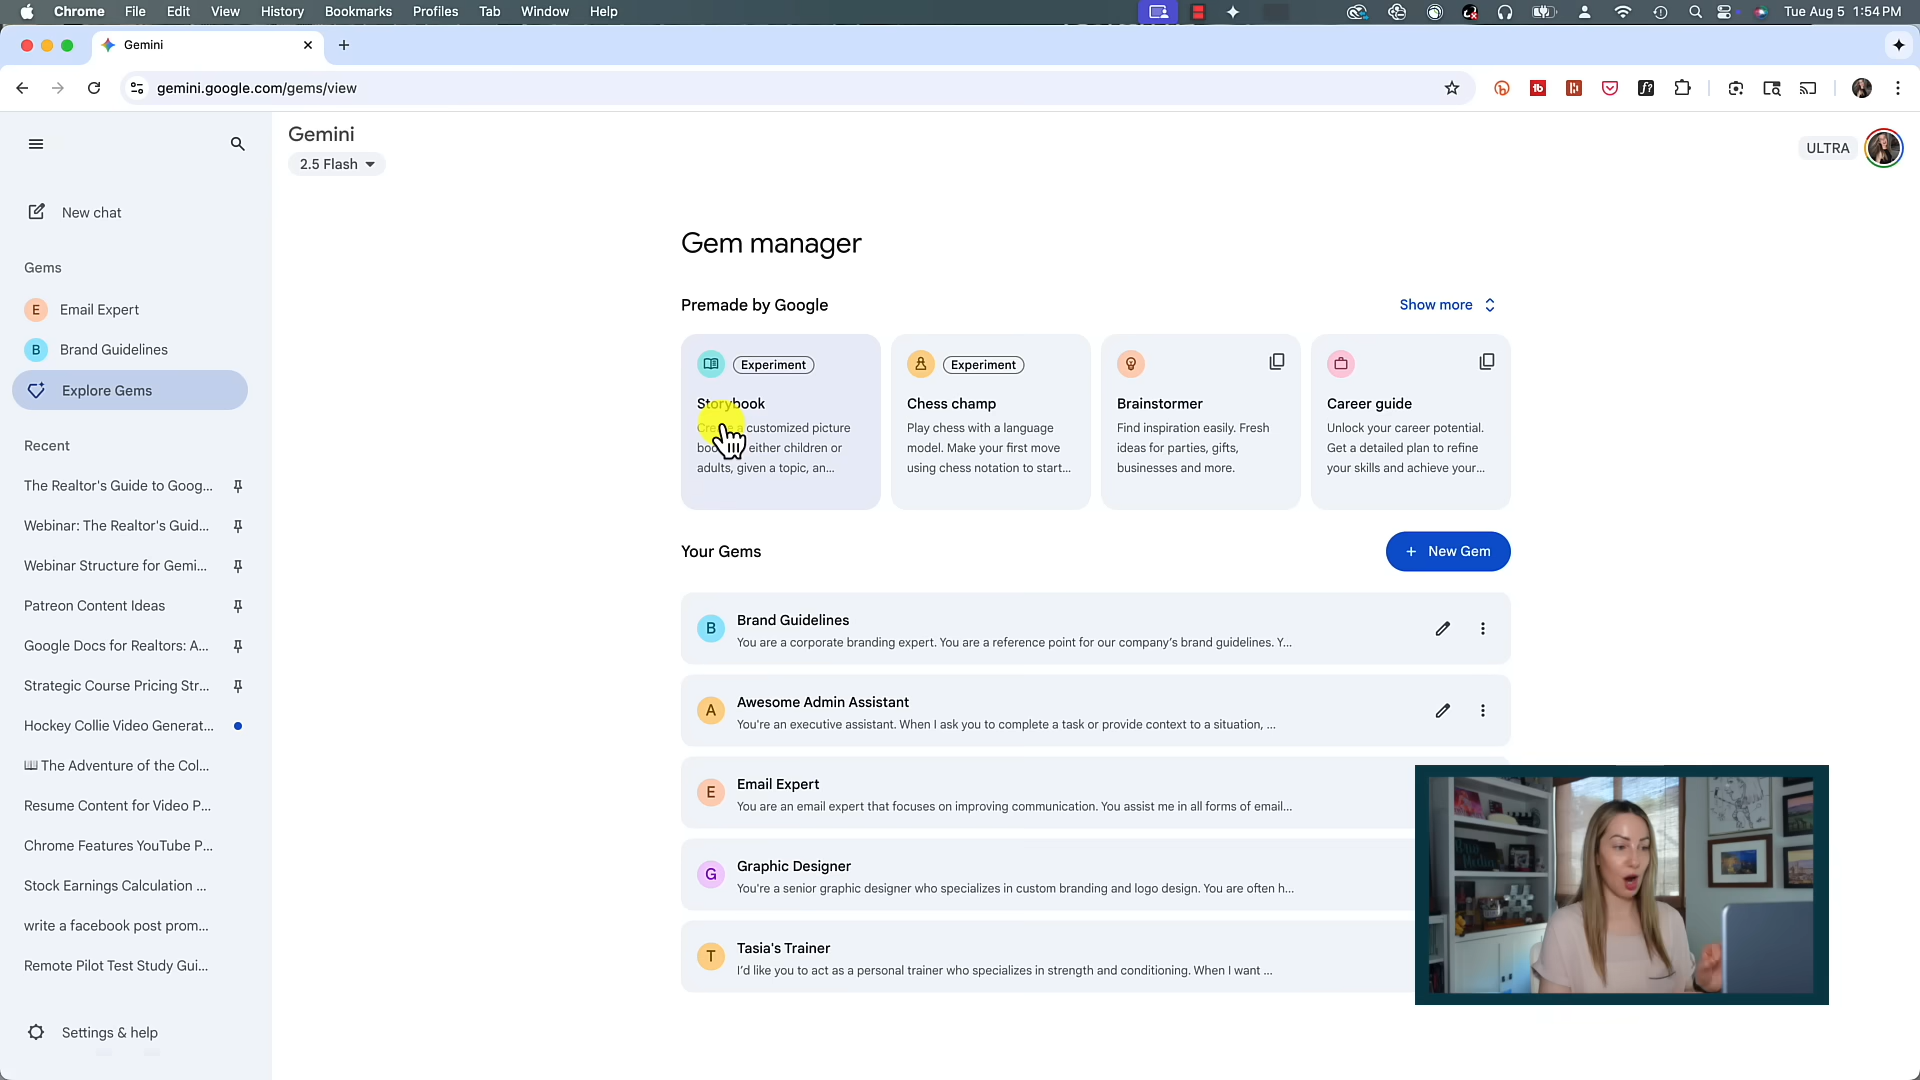 Chrome File Edit View History Bookmarks Profiles Tab Window Help Tue Aug 5 1:54 PM
Gemini
gemini.google.com/gems/view
Gemini
2.5 Flash
ULTRA
New chat
Gems
E Email Expert
B Brand Guidelines
Explore Gems
Recent
The Realtor's Guide to Goog...
Webinar: The Realtor's Guid...
Webinar Structure for Gemi...
Patreon Content Ideas
Google Docs for Realtors: A...
Strategic Course Pricing Str...
Hockey Collie Video Generat...
The Adventure of the Col...
Resume Content for Video P...
Chrome Features YouTube P...
Stock Earnings Calculation ...
write a facebook post prom...
Remote Pilot Test Study Gui...
Settings & help
Gem manager
Premade by Google
Show more
Experiment
Storybook
customized picture
either children or
adults, given a topic, an...
Experiment
Chess champ
Play chess with a language
model. Make your first move
using chess notation to start...
Brainstormer
Find inspiration easily. Fresh
ideas for parties, gifts,
businesses and more.
Career guide
Unlock your career potential.
Get a detailed plan to refine
your skills and achieve your...
Your Gems
+ New Gem
B Brand Guidelines
You are a corporate branding expert. You are a reference point for our company's brand guidelines. Y...
A Awesome Admin Assistant
You're an executive assistant. When I ask you to complete a task or provide context to a situation, ...
E Email Expert
You are an email expert that focuses on improving communication. You assist me in all forms of email...
G Graphic Designer
You're a senior graphic designer who specializes in custom branding and logo design. You are often h...
T Tasia's Trainer
I'd like you to act as a personal trainer who specializes in strength and conditioning. When I want ...